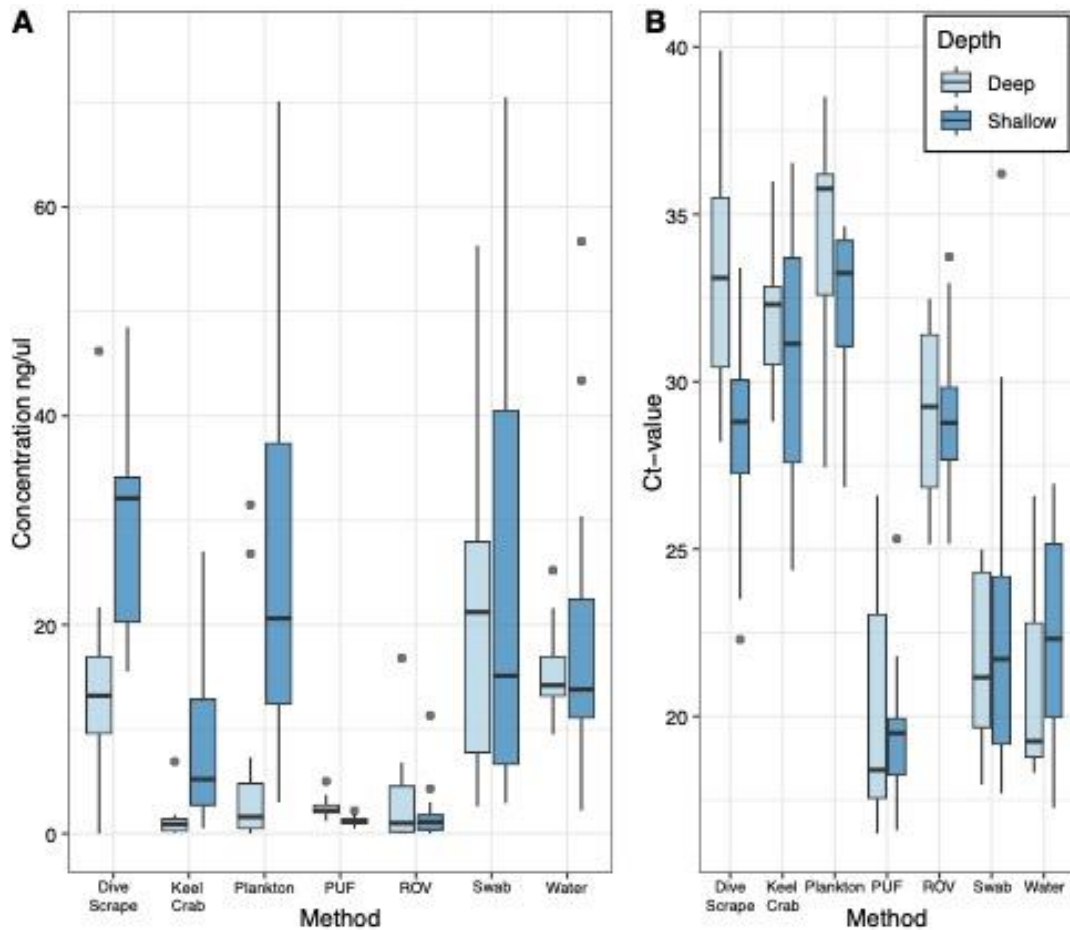 A
Concentration ng/ul
60
40
20
0
Dive Scrape
Keel Crab
Plankton
PUF
ROV
Swab
Water
Method
B
Ct-value
40
35
30
25
20
Depth
Deep
Shallow
Dive Scrape
Keel Crab
Plankton
PUF
ROV
Swab
Water
Method